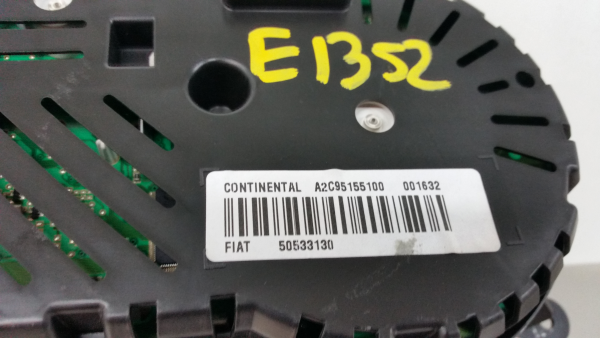 E1352
CONTINENTAL A2C95155100 001632
FIAT 50533130